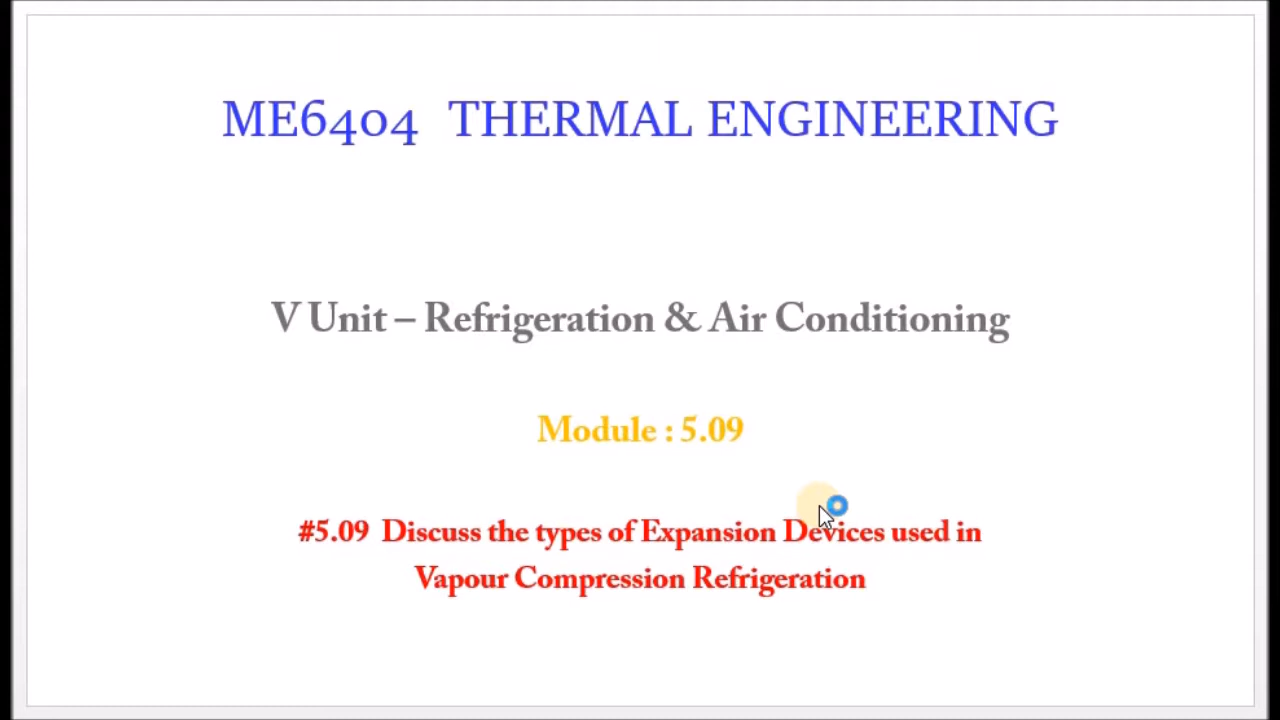 ME6404 THERMAL ENGINEERING
V Unit – Refrigeration & Air Conditioning
Module : 5.09
#5.09 Discuss the types of Expansion Devices used in
Vapour Compression Refrigeration